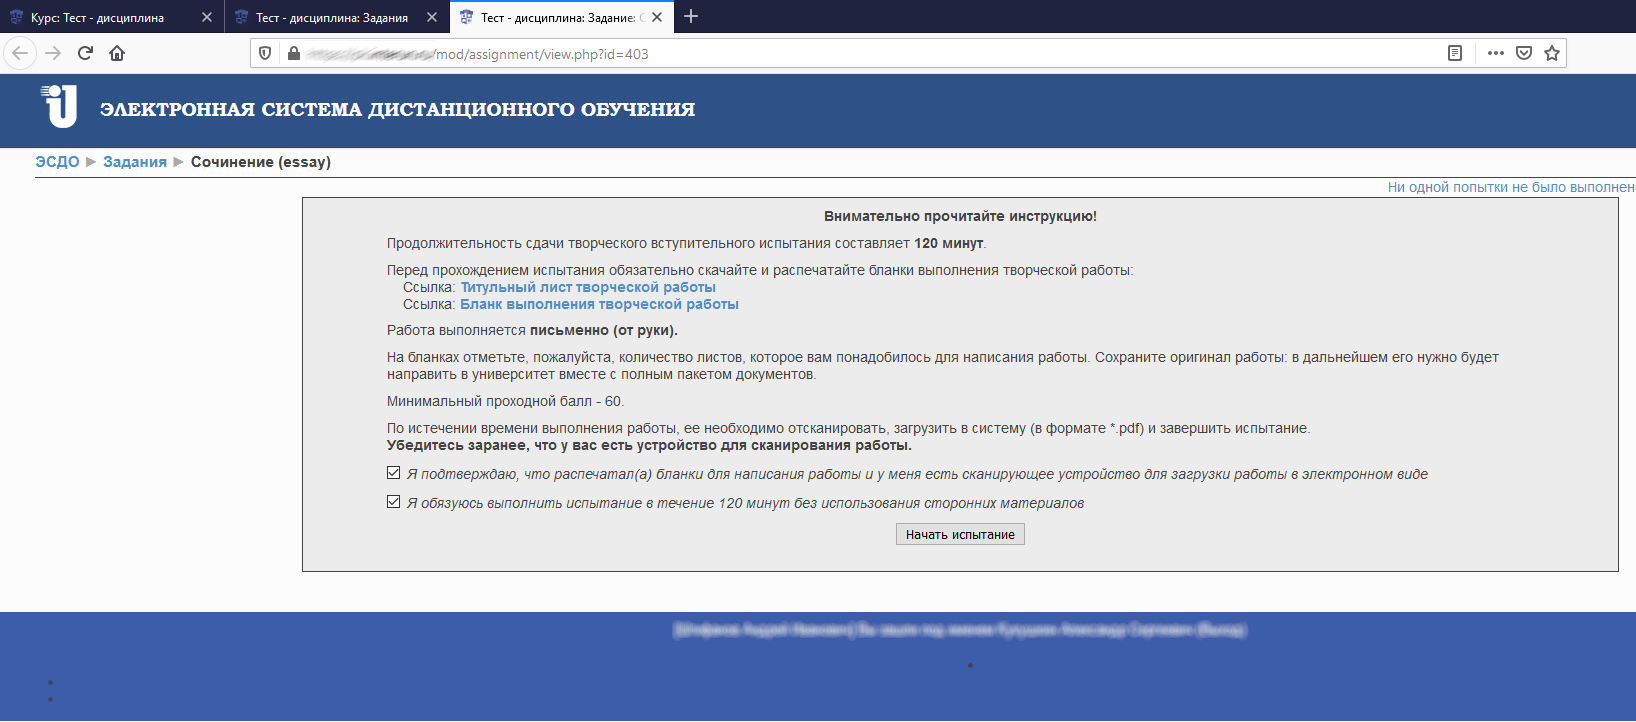 Курс: Тест - дисциплина
Тест - дисциплина: Задания
Тест - дисциплина: Задание: С
/mod/assignment/view.php?id=403
ЭЛЕКТРОННАЯ СИСТЕМА ДИСТАНЦИОННОГО ОБУЧЕНИЯ
ЭСДО ► Задания ► Сочинение (essay)
Ни одной попытки не было выполнен
Внимательно прочитайте инструкцию!
Продолжительность сдачи творческого вступительного испытания составляет 120 минут.
Перед прохождением испытания обязательно скачайте и распечатайте бланки выполнения творческой работы:
Ссылка: Титульный лист творческой работы
Ссылка: Бланк выполнения творческой работы
Работа выполняется письменно (от руки).
На бланках отметьте, пожалуйста, количество листов, которое вам понадобилось для написания работы. Сохраните оригинал работы: в дальнейшем его нужно будет
направить в университет вместе с полным пакетом документов.
Минимальный проходной балл - 60.
По истечении времени выполнения работы, ее необходимо отсканировать, загрузить в систему (в формате *.pdf) и завершить испытание.
Убедитесь заранее, что у вас есть устройство для сканирования работы.
Я подтверждаю, что распечатал(а) бланки для написания работы и у меня есть сканирующее устройство для загрузки работы в электронном виде
Я обязуюсь выполнить испытание в течение 120 минут без использования сторонних материалов
Начать испытание